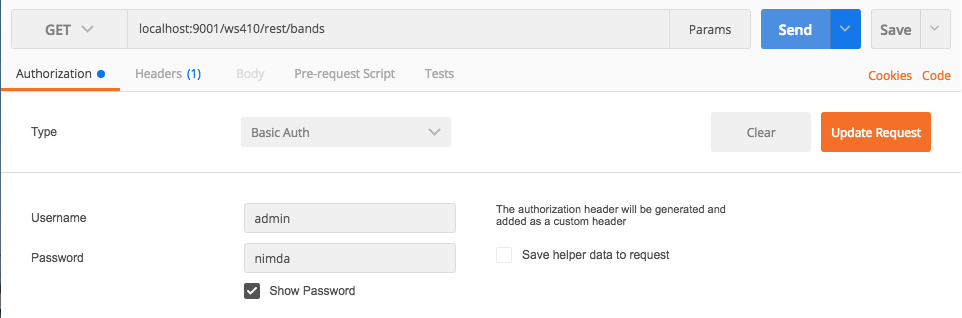 GET localhost:9001/ws410/rest/bands Params Send Save
Authorization Headers (1) Body Pre-request Script Tests Cookies Code
Type Basic Auth Clear Update Request
Username admin The authorization header will be generated and
added as a custom header
Password nimda Save helper data to request
Show Password